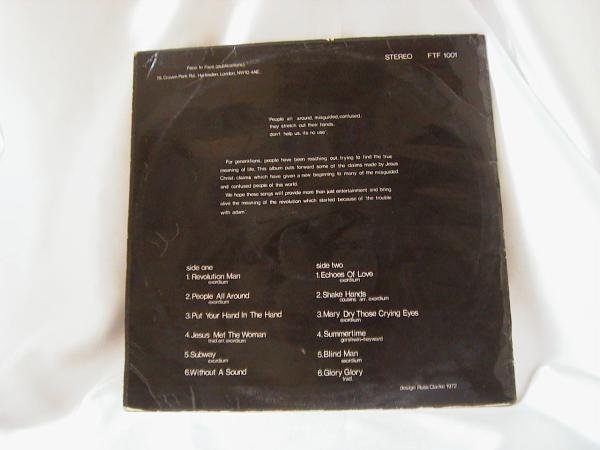 Face to Face (publications)
STEREO FTF 1001
78, Craven Park Rd., Harlesden, London, NW10 4AE.
'People all around, misguided, confused,
they stretch out their hands,
don't help us, its no use'.
For generations, people have been reaching out, trying to find the true
meaning of life. This album puts forward some of the claims made by Jesus
Christ, claims which have given a new beginning to many of the misguided
and confused people of this world.
We hope these songs will provide more than just entertainment and bring
alive the meaning of the revolution which started because of 'the trouble
with adam'.
side one
1. Revolution Man
exordium
2. People All Around
exordium
3. Put Your Hand In The Hand
4. Jesus Met The Woman
trad. arr. exordium
5. Subway
exordium
6. Without A Sound
side two
1. Echoes Of Love
exordium
2. Shake Hands
cousins arr. exordium
3. Mary Dry Those Crying Eyes
exordium
4. Summertime
gershwin-heyward
5. Blind Man
exordium
6. Glory Glory
trad.
design Russ Clarke 1972